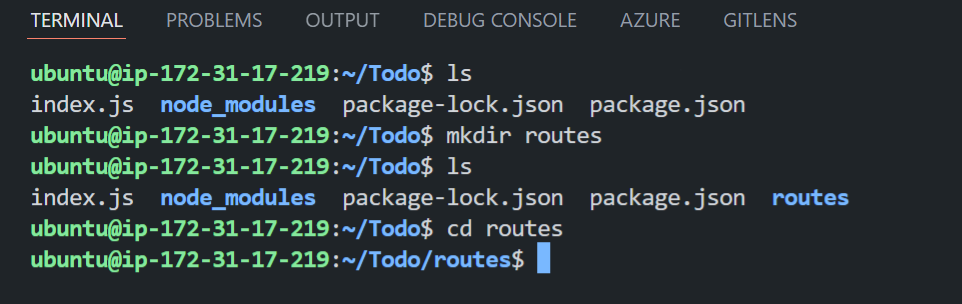 TERMINAL PROBLEMS OUTPUT DEBUG CONSOLE AZURE GITLENS
ubuntu@ip-172-31-17-219:~/Todo$ ls
index.js  node_modules  package-lock.json  package.json
ubuntu@ip-172-31-17-219:~/Todo$ mkdir routes
ubuntu@ip-172-31-17-219:~/Todo$ ls
index.js  node_modules  package-lock.json  package.json  routes
ubuntu@ip-172-31-17-219:~/Todo$ cd routes
ubuntu@ip-172-31-17-219:~/Todo/routes$